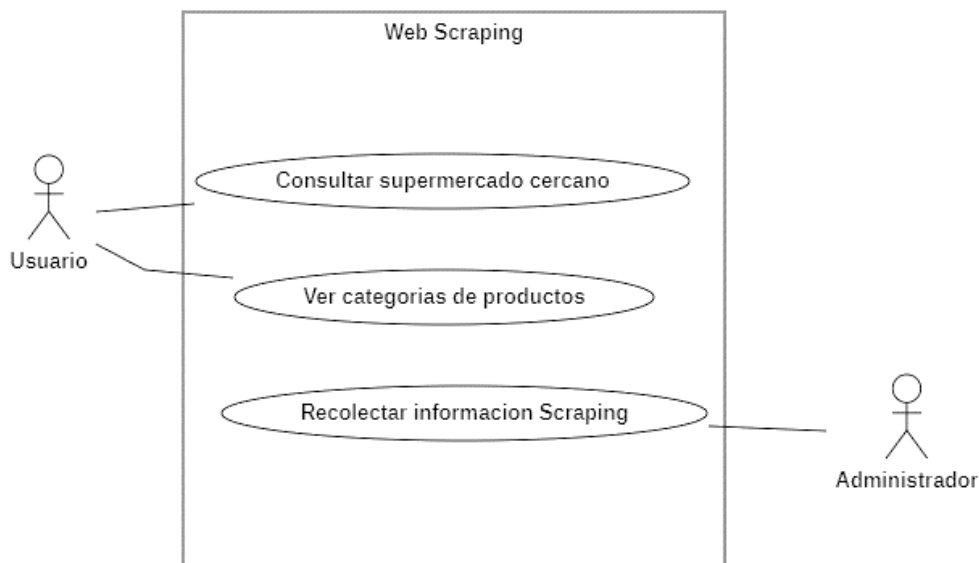 Web Scraping
Consultar supermercado cercano
Usuario
Ver categorias de productos
Recolectar informacion Scraping
Administrador